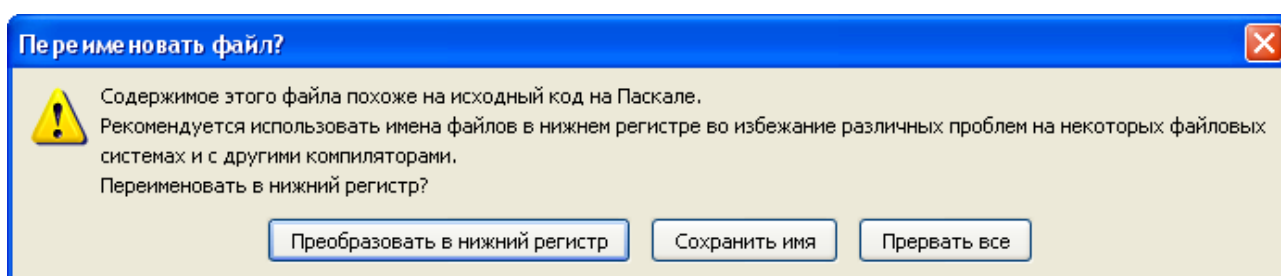 Переименовать файл?
Содержимое этого файла похоже на исходный код на Паскале.
Рекомендуется использовать имена файлов в нижнем регистре во избежание различных проблем на некоторых файловых
системах и с другими компиляторами.
Переименовать в нижний регистр?
Преобразовать в нижний регистр Сохранить имя Прервать все